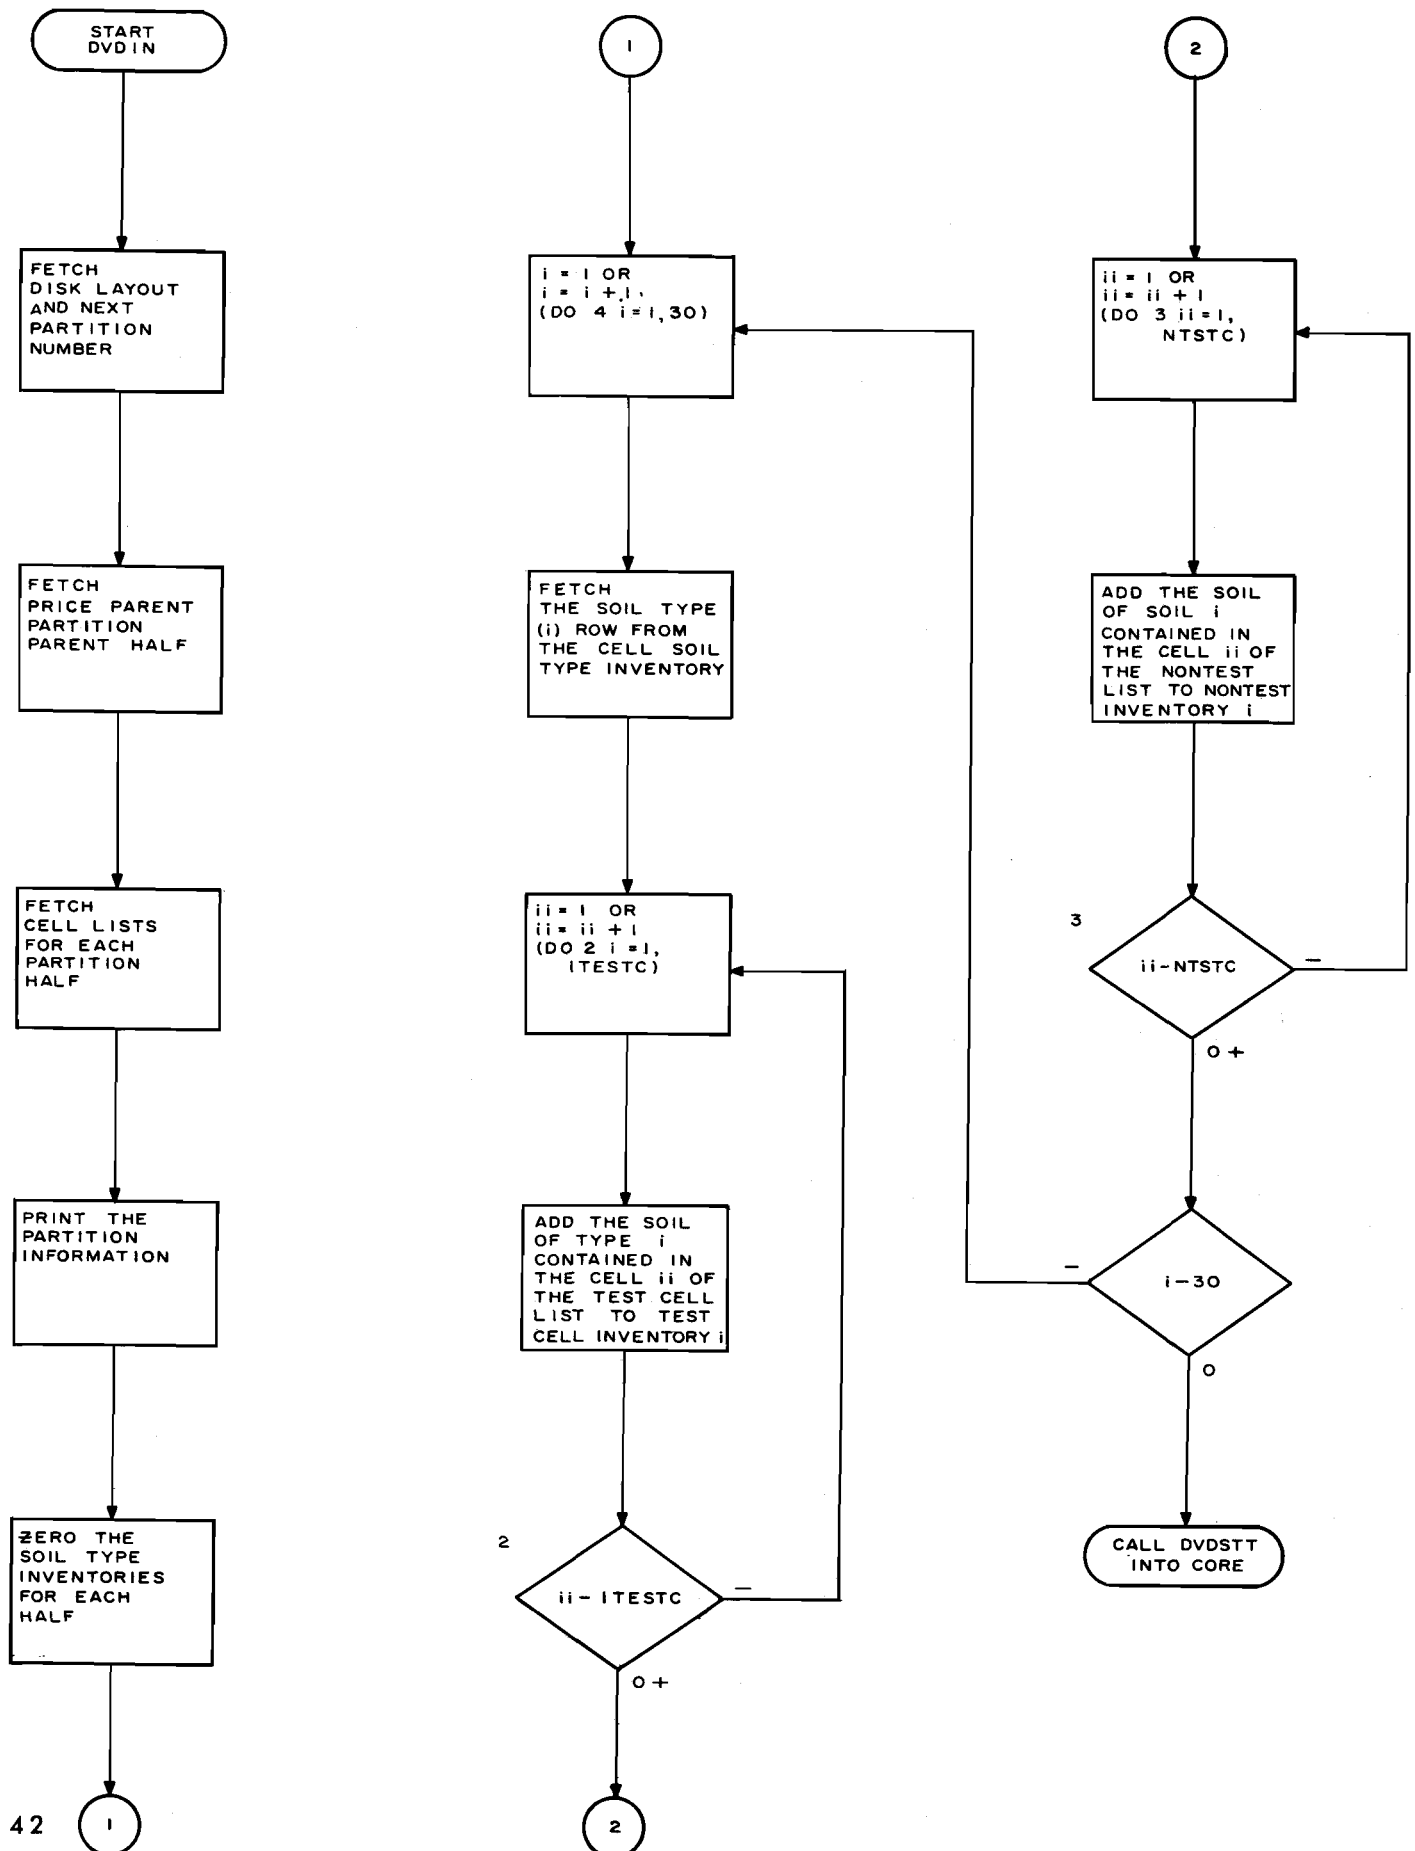 START
DVDIN
FETCH
DISK LAYOUT
AND NEXT
PARTITION
NUMBER
FETCH
PRICE PARENT
PARTITION
PARENT HALF
FETCH
CELL LISTS
FOR EACH
PARTITION
HALF
PRINT THE
PARTITION
INFORMATION
ZERO THE
SOIL TYPE
INVENTORIES
FOR EACH
HALF
1
42
1
i = 1 OR
i = i + 1
(DO 4 i=1,30)
FETCH
THE SOIL TYPE
(i) ROW FROM
THE CELL SOIL
TYPE INVENTORY
ii = 1 OR
ii = ii + 1
(DO 2 i =1,
ITESTC)
ADD THE SOIL
OF TYPE i
CONTAINED IN
THE CELL ii OF
THE TEST CELL
LIST TO TEST
CELL INVENTORY i
2
ii - ITESTC
−
0 +
2
2
ii = 1 OR
ii = ii + 1
(DO 3 ii=1,
NTSTC)
ADD THE SOIL
OF SOIL i
CONTAINED IN
THE CELL ii OF
THE NONTEST
LIST TO NONTEST
INVENTORY i
3
ii-NTSTC
−
0 +
−
i-30
0
CALL DVDSTT
INTO CORE